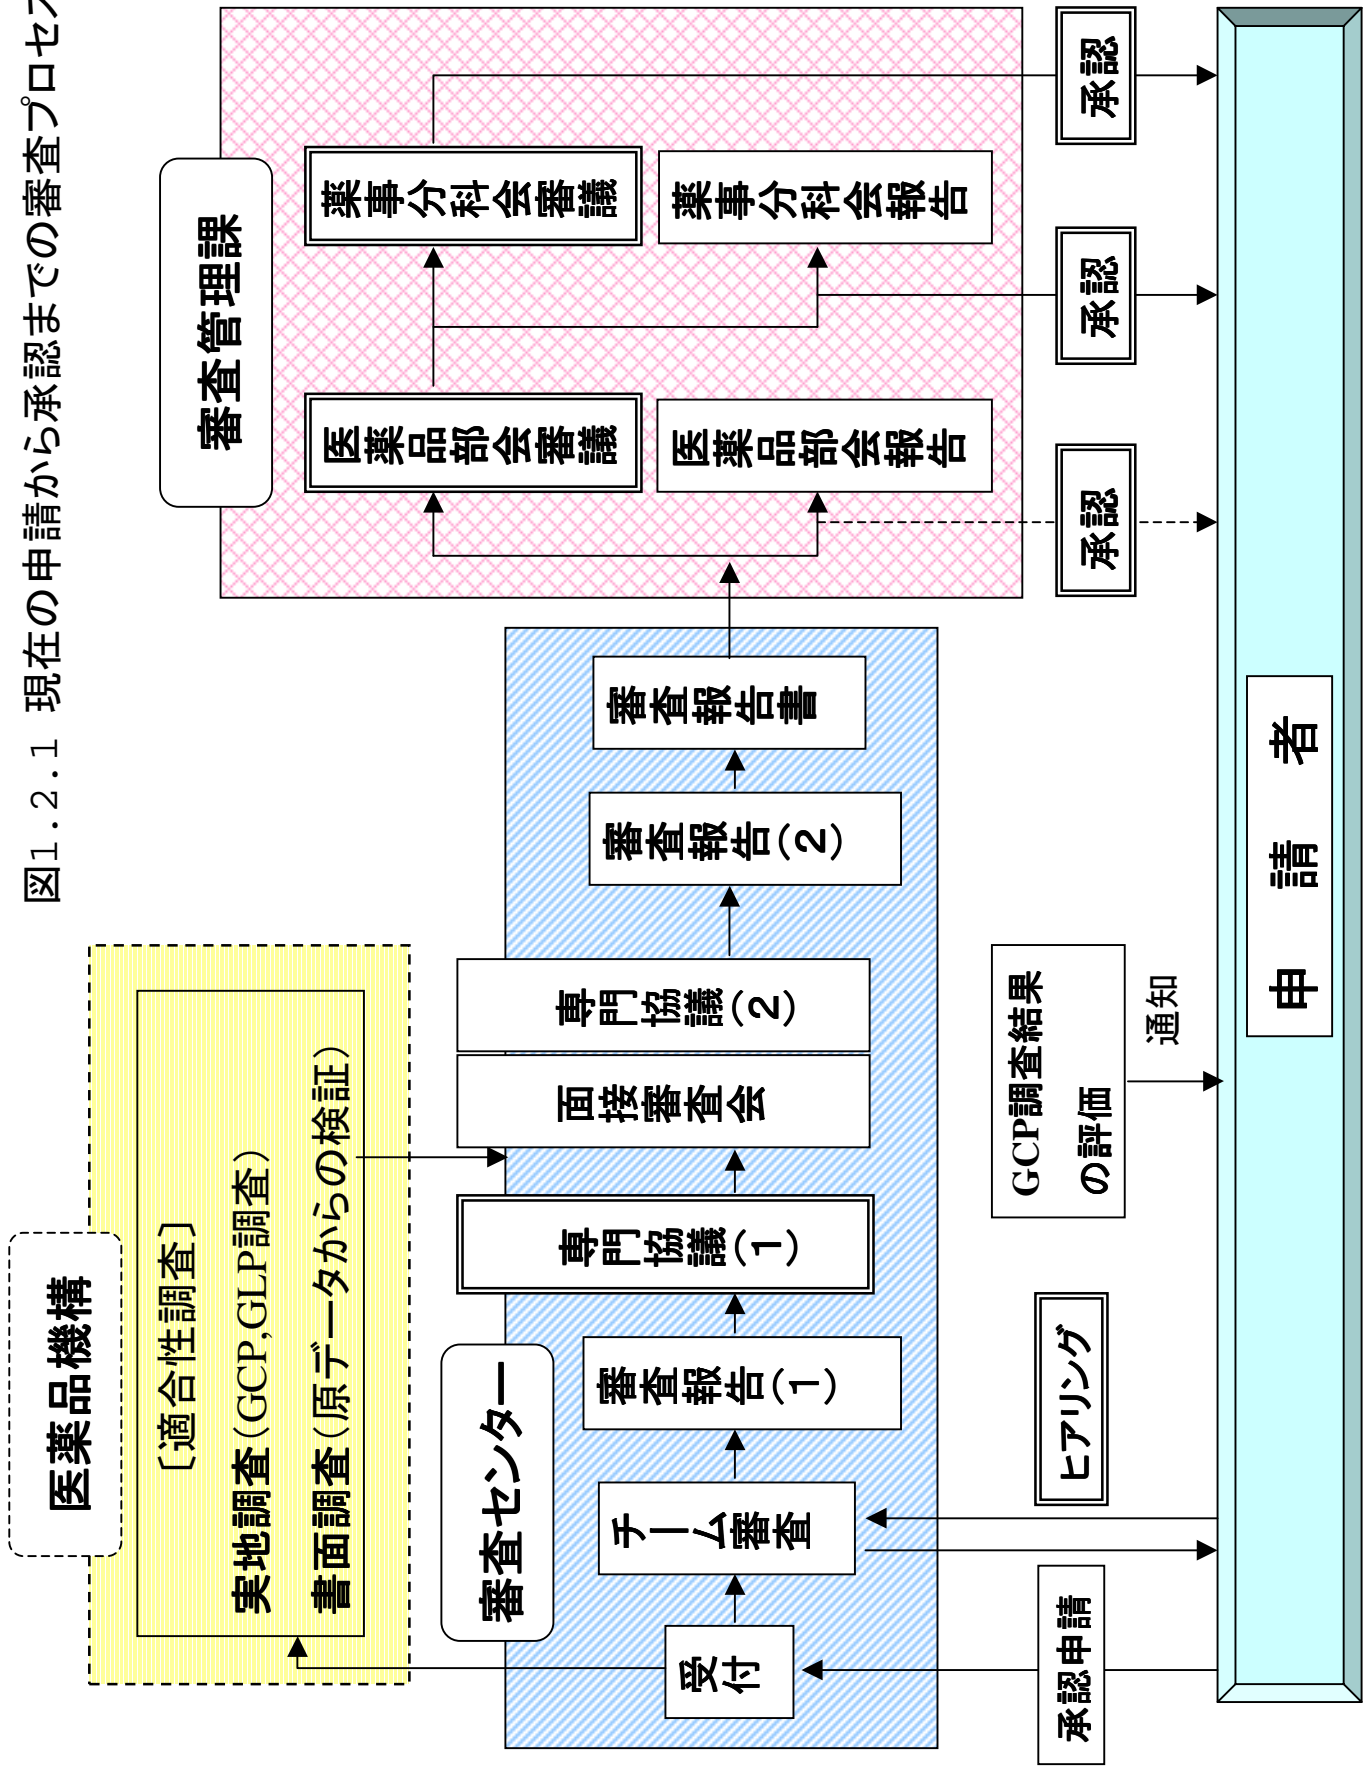 図1.2.1 現在の申請から承認までの審査プロセス
医薬品機構
〔適合性調査〕
実地調査(GCP,GLP調査)
書面調査(原データからの検証)
審査センター
受付
チーム審査
審査報告(1)
専門協議(1)
面接審査会
専門協議(2)
審査報告(2)
審査報告書
審査管理課
医薬品部会審議
医薬品部会報告
薬事分科会審議
薬事分科会報告
承認申請
ヒアリング
GCP調査結果
の評価
通知
承認
承認
承認
申 請 者